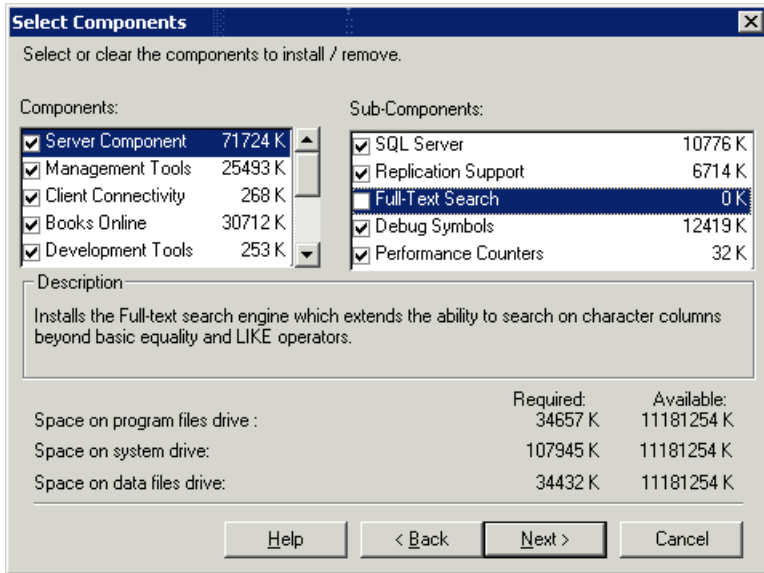 Select Components
Select or clear the components to install / remove.
Components:
Server Component 71724 K
Management Tools 25493 K
Client Connectivity 268 K
Books Online 30712 K
Development Tools 253 K
Sub-Components:
SQL Server 10776 K
Replication Support 6714 K
Full-Text Search 0 K
Debug Symbols 12419 K
Performance Counters 32 K
Description
Installs the Full-text search engine which extends the ability to search on character columns
beyond basic equality and LIKE operators.
Required: Available:
Space on program files drive : 34657 K 11181254 K
Space on system drive: 107945 K 11181254 K
Space on data files drive: 34432 K 11181254 K
Help < Back Next > Cancel